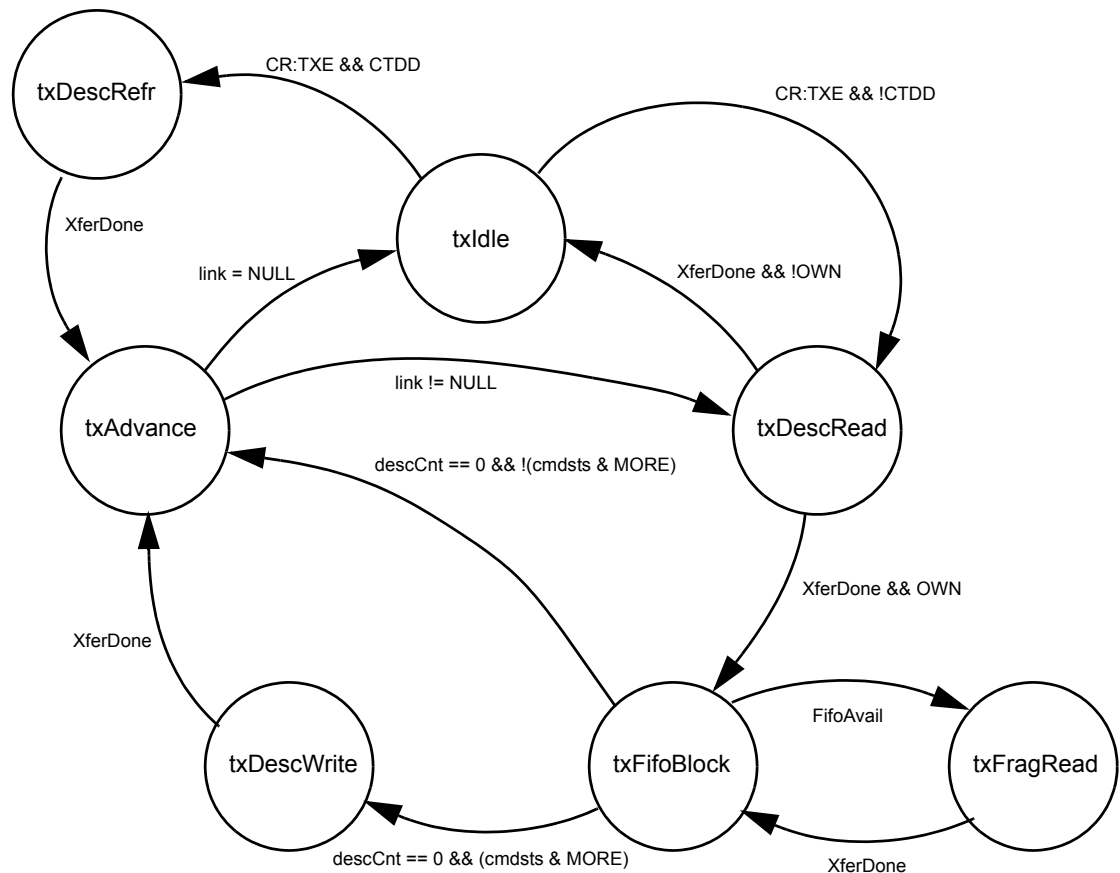 CR:TXE && CTDD
CR:TXE && !CTDD
txDescRefr
XferDone
txIdle
link = NULL
XferDone && !OWN
link != NULL
txAdvance
txDescRead
descCnt == 0 && !(cmdsts & MORE)
XferDone && OWN
XferDone
FifoAvail
txDescWrite
txFifoBlock
txFragRead
descCnt == 0 && (cmdsts & MORE)
XferDone